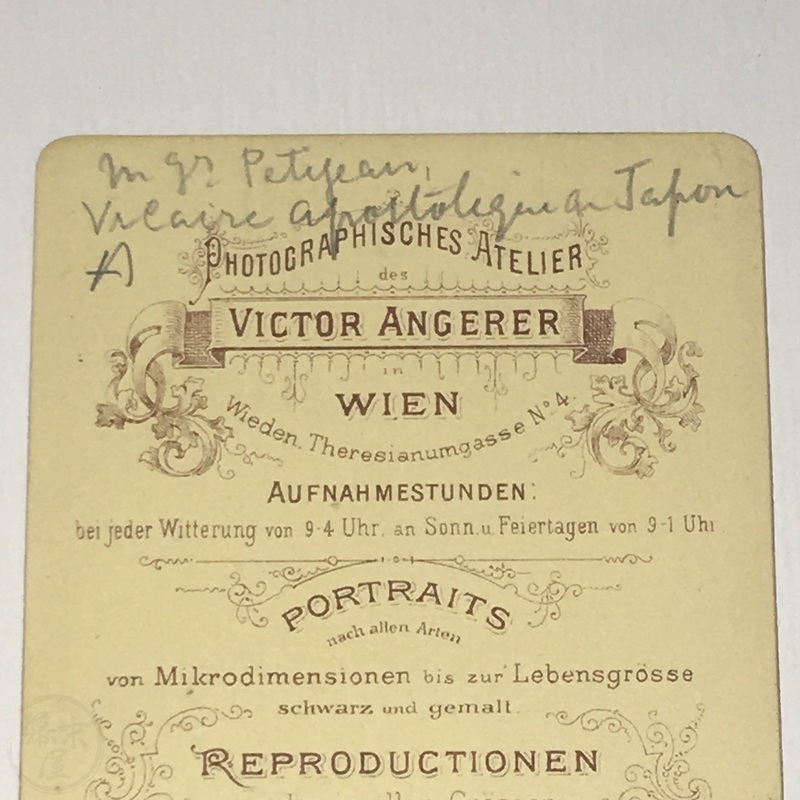 M gr Petitjean,
Vicaire apostolique au Japon
A
PHOTOGRAPHISCHES ATELIER
des
VICTOR ANGERER
in
WIEN
Wieden, Theresianumgasse No. 4.
AUFNAHMESTUNDEN:
bei jeder Witterung von 9-4 Uhr, an Sonn. u. Feiertagen von 9-1 Uhr
PORTRAITS
nach allen Arten
von Mikrodimensionen bis zur Lebensgrösse
schwarz und gemalt.
REPRODUCTIONEN